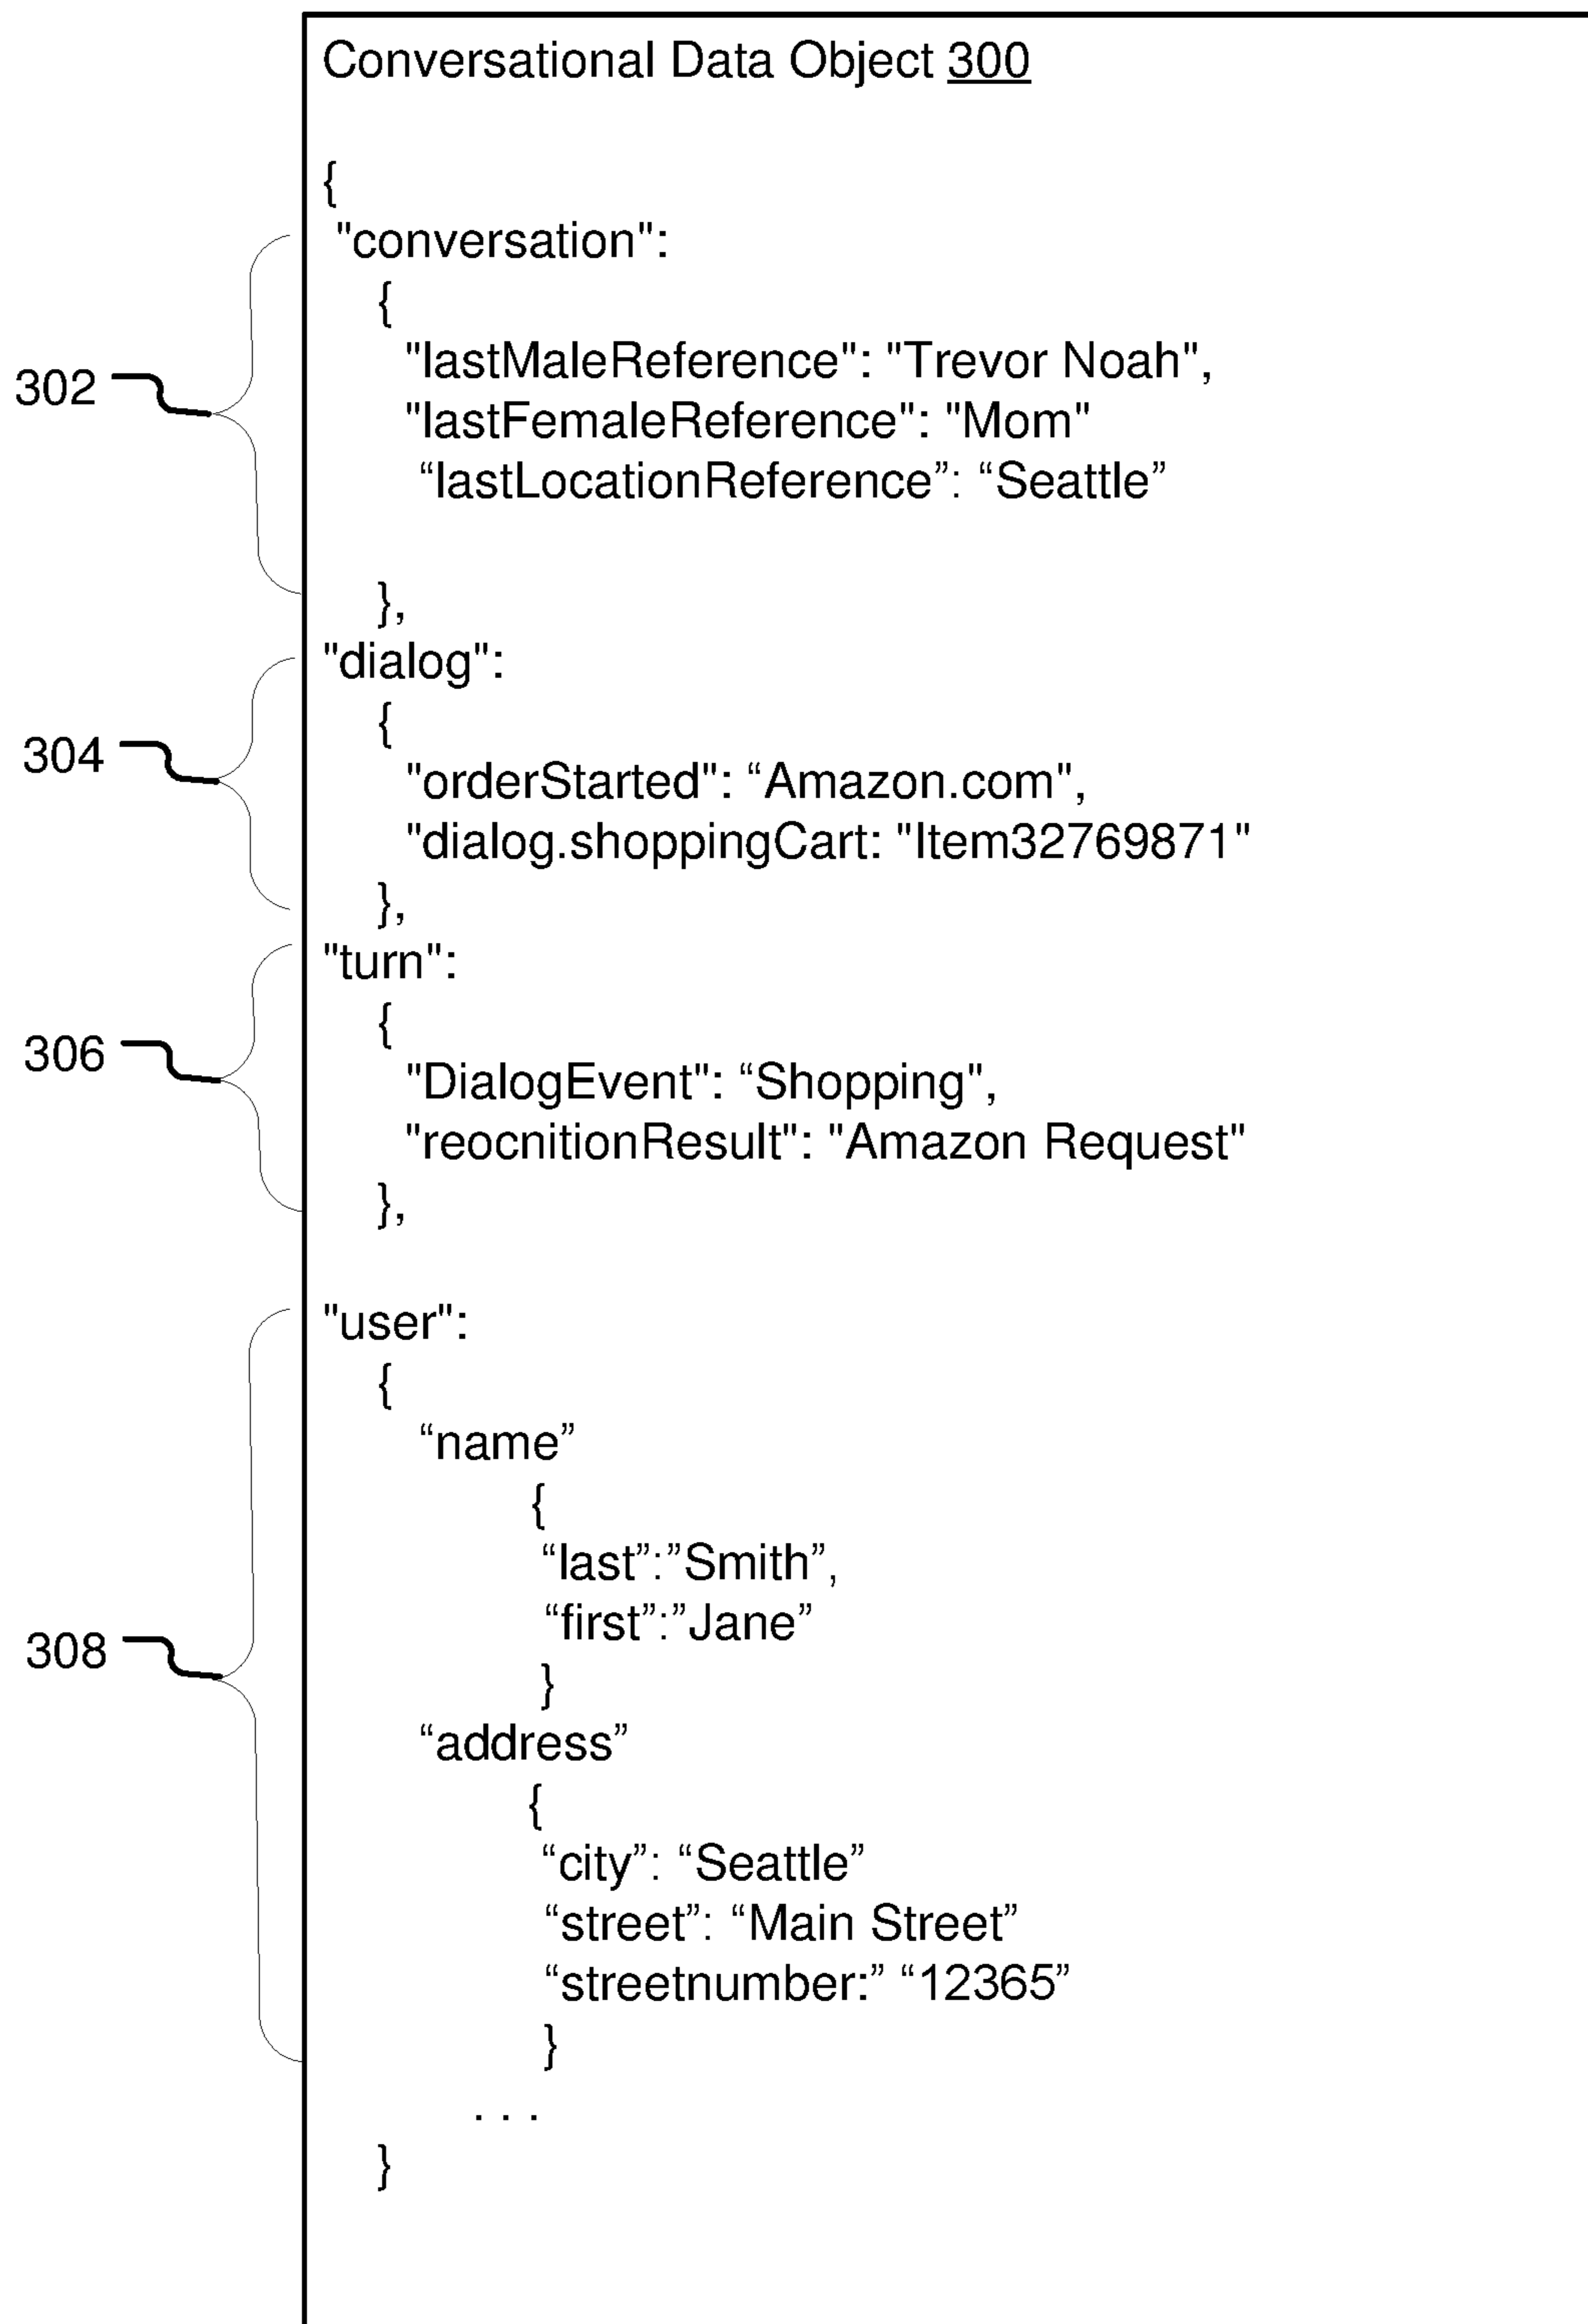 Conversational Data Object 300
{
"conversation":
{
302
"lastMaleReference": "Trevor Noah",
"lastFemaleReference": "Mom"
“lastLocationReference”: “Seattle”
},
"dialog":
{
304
"orderStarted": “Amazon.com",
"dialog.shoppingCart: "Item32769871"
},
"turn":
{
306
"DialogEvent": “Shopping",
"reocnitionResult": "Amazon Request"
},
"user":
{
“name”
{
“last”:”Smith”,
“first”:”Jane”
308
}
“address”
{
“city”: “Seattle”
“street”: “Main Street”
“streetnumber:” “12365”
}
. . .
}